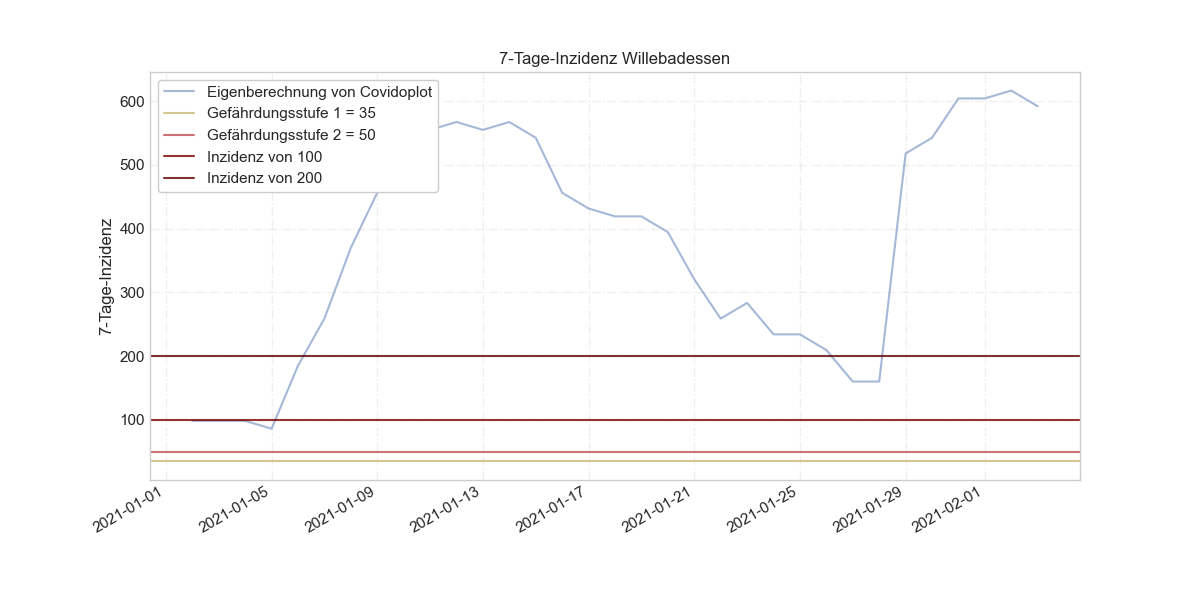 7-Tage-Inzidenz Willebadessen
Eigenberechnung von Covidoplot
Gefährdungsstufe 1 = 35
Gefährdungsstufe 2 = 50
Inzidenz von 100
Inzidenz von 200
7-Tage-Inzidenz
600
500
400
300
200
100
2021-01-01
2021-01-05
2021-01-09
2021-01-13
2021-01-17
2021-01-21
2021-01-25
2021-01-29
2021-02-01